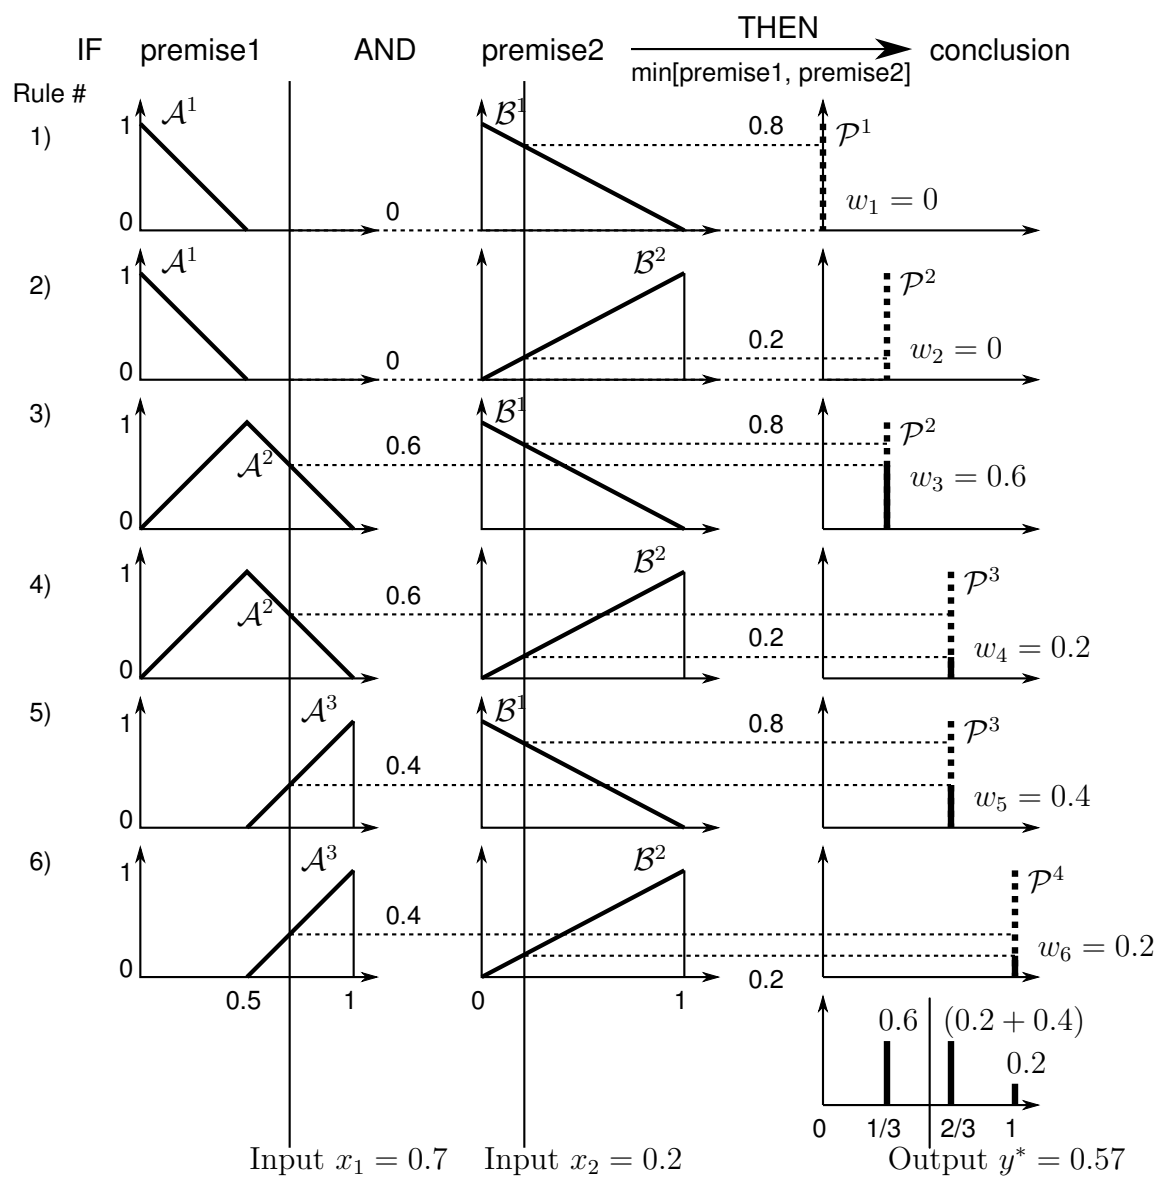 IF premise1 AND premise2 THEN conclusion
min[premise1, premise2]
Rule #
1) 1 0 𝒜¹ 0 ℬ¹ 0.8 𝒫¹ w₁ = 0
2) 1 0 𝒜¹ 0 ℬ² 0.2 𝒫² w₂ = 0
3) 1 0 𝒜² 0.6 ℬ¹ 0.8 𝒫² w₃ = 0.6
4) 1 0 𝒜² 0.6 ℬ² 0.2 𝒫³ w₄ = 0.2
5) 1 0 𝒜³ 0.4 ℬ¹ 0.8 𝒫³ w₅ = 0.4
6) 1 0 𝒜³ 0.4 ℬ² 0.2 𝒫⁴ w₆ = 0.2
0.5 1 0 1
0.6 (0.2 + 0.4)
0.2
0 1/3 2/3 1
Input x₁ = 0.7 Input x₂ = 0.2 Output y* = 0.57